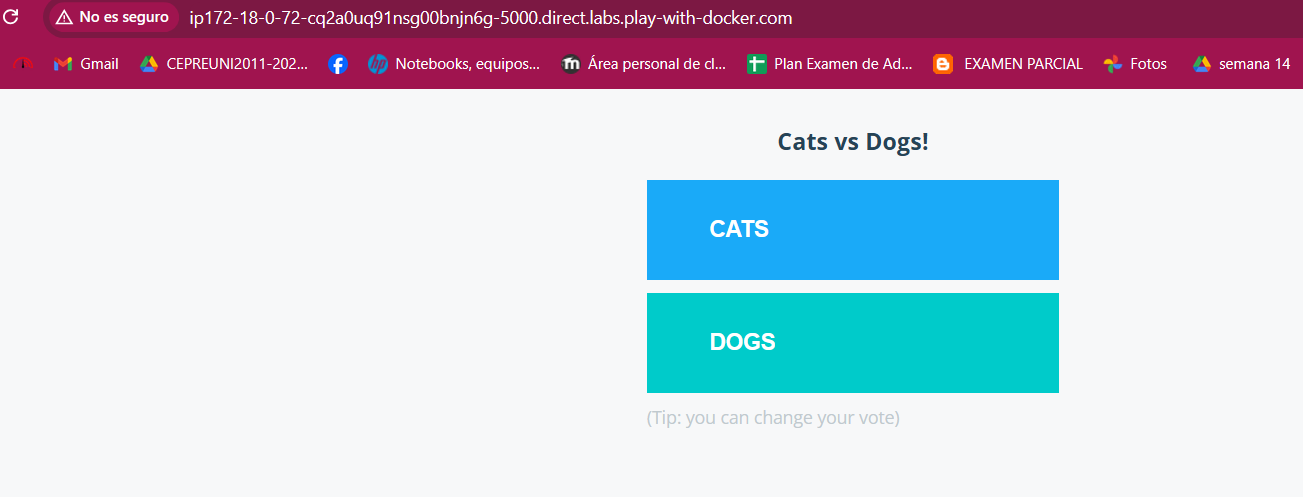 No es seguro ip172-18-0-72-cq2a0uq91nsg00bnjn6g-5000.direct.labs.play-with-docker.com
Gmail CEPREUNI2011-202... Notebooks, equipos... Área personal de cl... Plan Examen de Ad... EXAMEN PARCIAL Fotos semana 14
Cats vs Dogs!
CATS
DOGS
(Tip: you can change your vote)